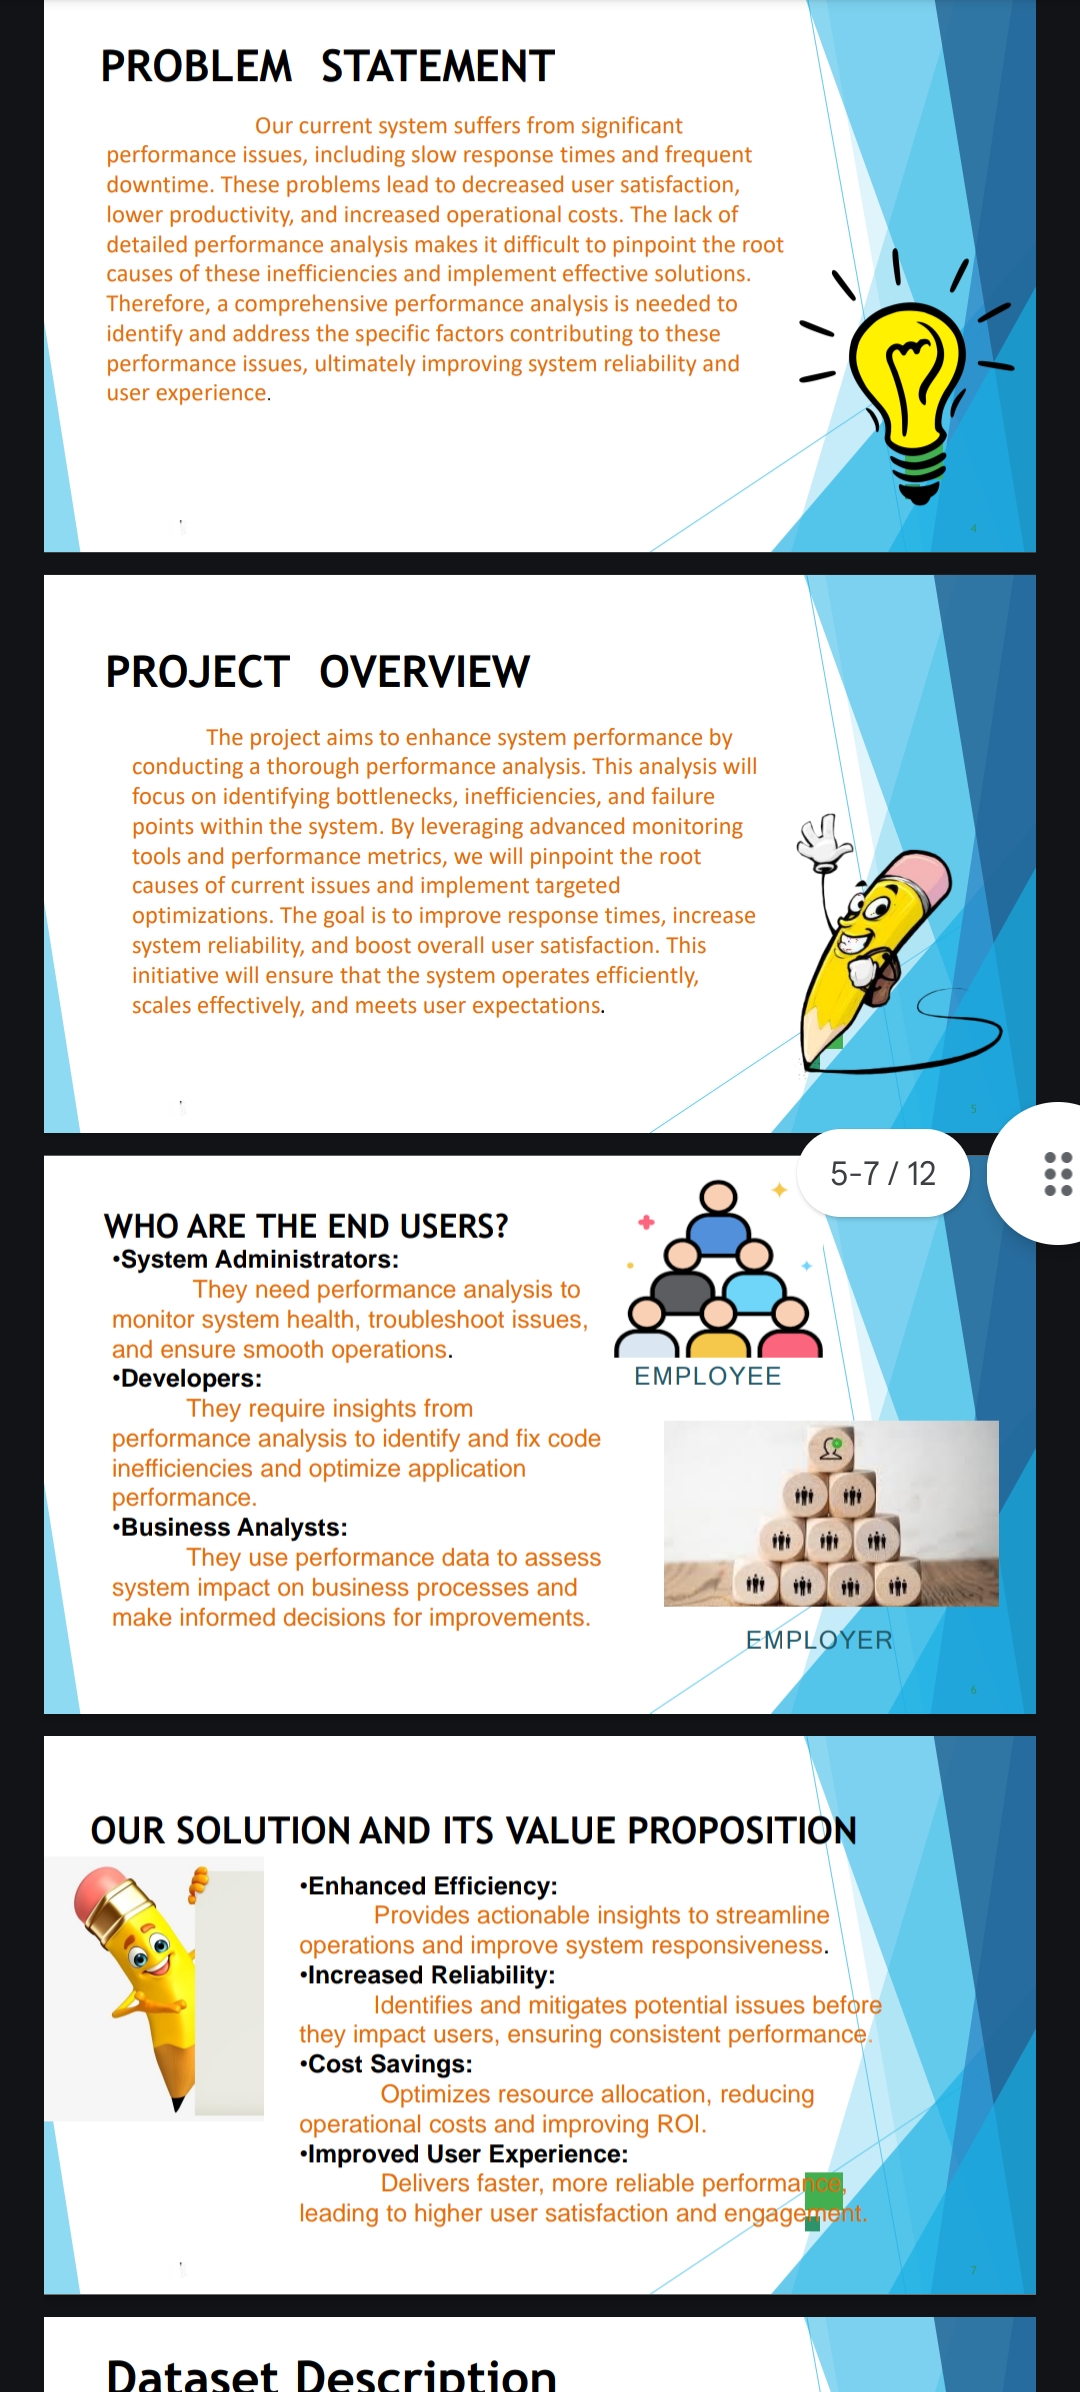 PROBLEM STATEMENT
Our current system suffers from significant
performance issues, including slow response times and frequent
downtime. These problems lead to decreased user satisfaction,
lower productivity, and increased operational costs. The lack of
detailed performance analysis makes it difficult to pinpoint the root
causes of these inefficiencies and implement effective solutions.
Therefore, a comprehensive performance analysis is needed to
identify and address the specific factors contributing to these
performance issues, ultimately improving system reliability and
user experience.
4
PROJECT OVERVIEW
The project aims to enhance system performance by
conducting a thorough performance analysis. This analysis will
focus on identifying bottlenecks, inefficiencies, and failure
points within the system. By leveraging advanced monitoring
tools and performance metrics, we will pinpoint the root
causes of current issues and implement targeted
optimizations. The goal is to improve response times, increase
system reliability, and boost overall user satisfaction. This
initiative will ensure that the system operates efficiently,
scales effectively, and meets user expectations.
5
5-7 / 12
WHO ARE THE END USERS?
•System Administrators:
They need performance analysis to
monitor system health, troubleshoot issues,
and ensure smooth operations.
•Developers:
They require insights from
performance analysis to identify and fix code
inefficiencies and optimize application
performance.
•Business Analysts:
They use performance data to assess
system impact on business processes and
make informed decisions for improvements.
EMPLOYEE
EMPLOYER
6
OUR SOLUTION AND ITS VALUE PROPOSITION
•Enhanced Efficiency:
Provides actionable insights to streamline
operations and improve system responsiveness.
•Increased Reliability:
Identifies and mitigates potential issues before
they impact users, ensuring consistent performance.
•Cost Savings:
Optimizes resource allocation, reducing
operational costs and improving ROI.
•Improved User Experience:
Delivers faster, more reliable performance,
leading to higher user satisfaction and engagement.
7
Dataset Description